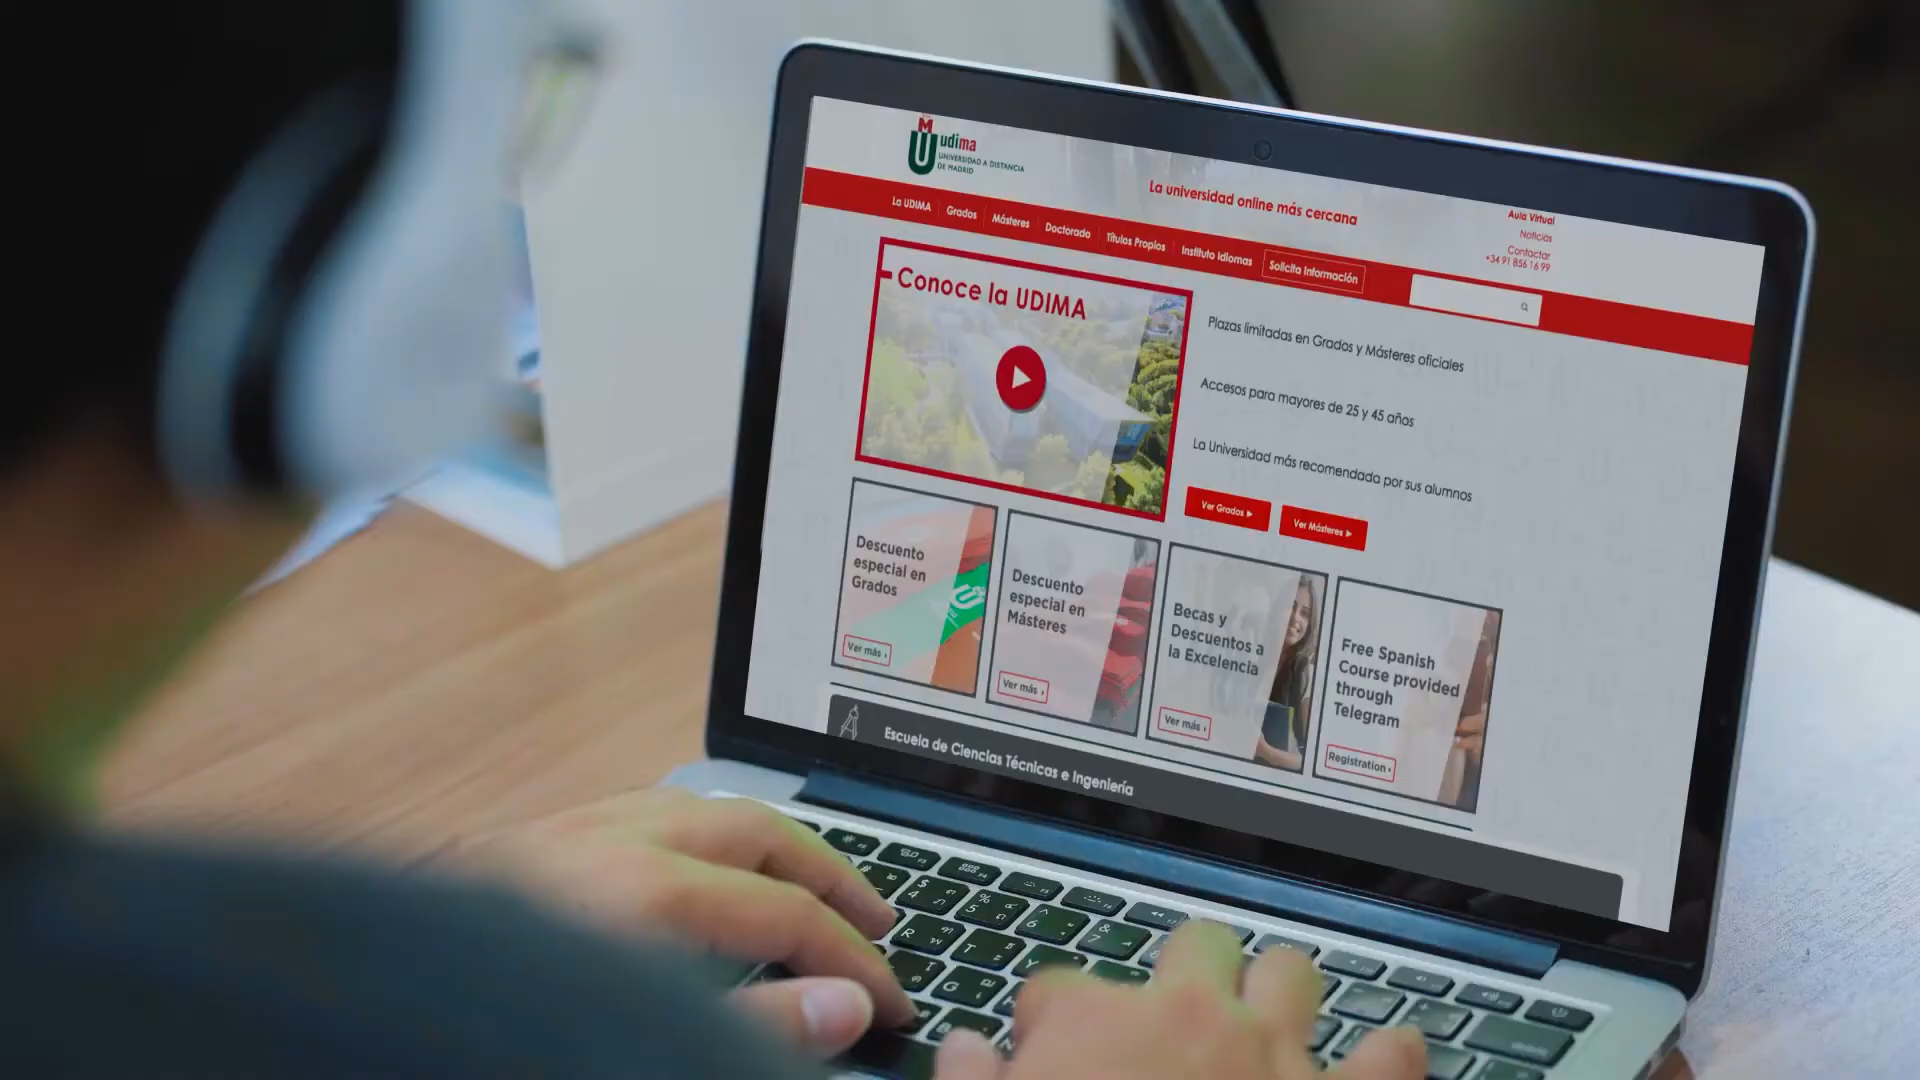 udima
UNIVERSIDAD A DISTANCIA
DE MADRID
La universidad online más cercana
Aula Virtual
Noticias
Contactar
+34 91 856 16 99
La UDIMA
Grados
Másteres
Doctorado
Títulos Propios
Instituto Idiomas
Solicita Información
Conoce la UDIMA
Plazas limitadas en Grados y Másteres oficiales
Accesos para mayores de 25 y 45 años
La Universidad más recomendada por sus alumnos
Ver Grados
Ver Másteres
Descuento
especial en
Grados
Ver más ›
Descuento
especial en
Másteres
Ver más ›
Becas y
Descuentos a
la Excelencia
Ver más ›
Free Spanish
Course provided
through
Telegram
Registration ›
Escuela de Ciencias Técnicas e Ingeniería
$ 4
% 5
^ 6
& 7
R
T
Y
G
B